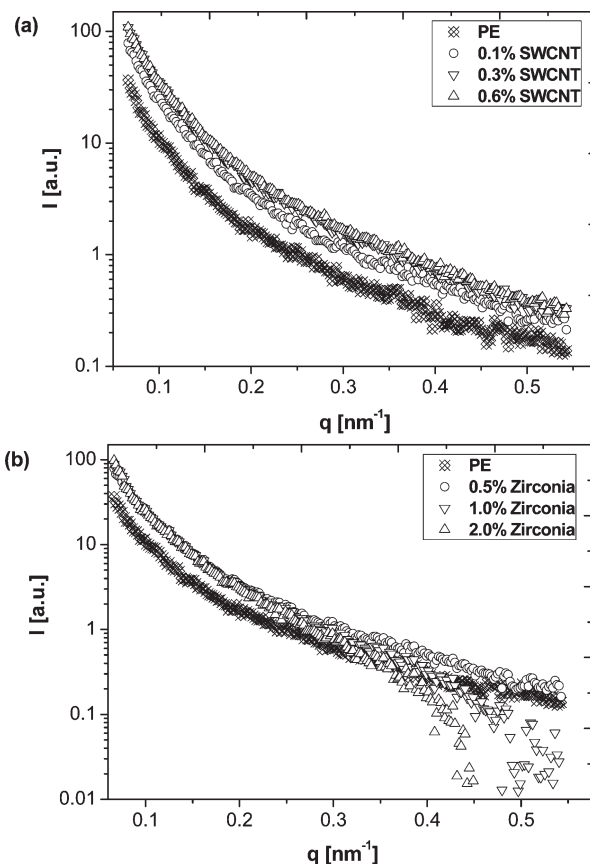 (a)
100
10
1
0.1
I [a.u.]
PE
0.1% SWCNT
0.3% SWCNT
0.6% SWCNT
0.1 0.2 0.3 0.4 0.5
q [nm⁻¹]
(b)
100
10
1
0.1
0.01
I [a.u.]
PE
0.5% Zirconia
1.0% Zirconia
2.0% Zirconia
0.1 0.2 0.3 0.4 0.5
q [nm⁻¹]